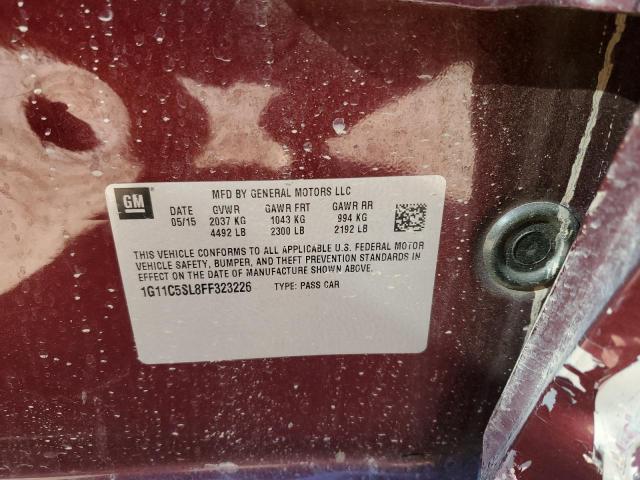 GM
MFD BY GENERAL MOTORS LLC
DATE GVWR GAWR FRT GAWR RR
05/15 2037 KG 1043 KG 994 KG
4492 LB 2300 LB 2192 LB
THIS VEHICLE CONFORMS TO ALL APPLICABLE U.S. FEDERAL MOTOR
VEHICLE SAFETY, BUMPER, AND THEFT PREVENTION STANDARDS IN
EFFECT ON THE DATE OF MANUFACTURE SHOWN ABOVE.
1G11C5SL8FF323226 TYPE: PASS CAR